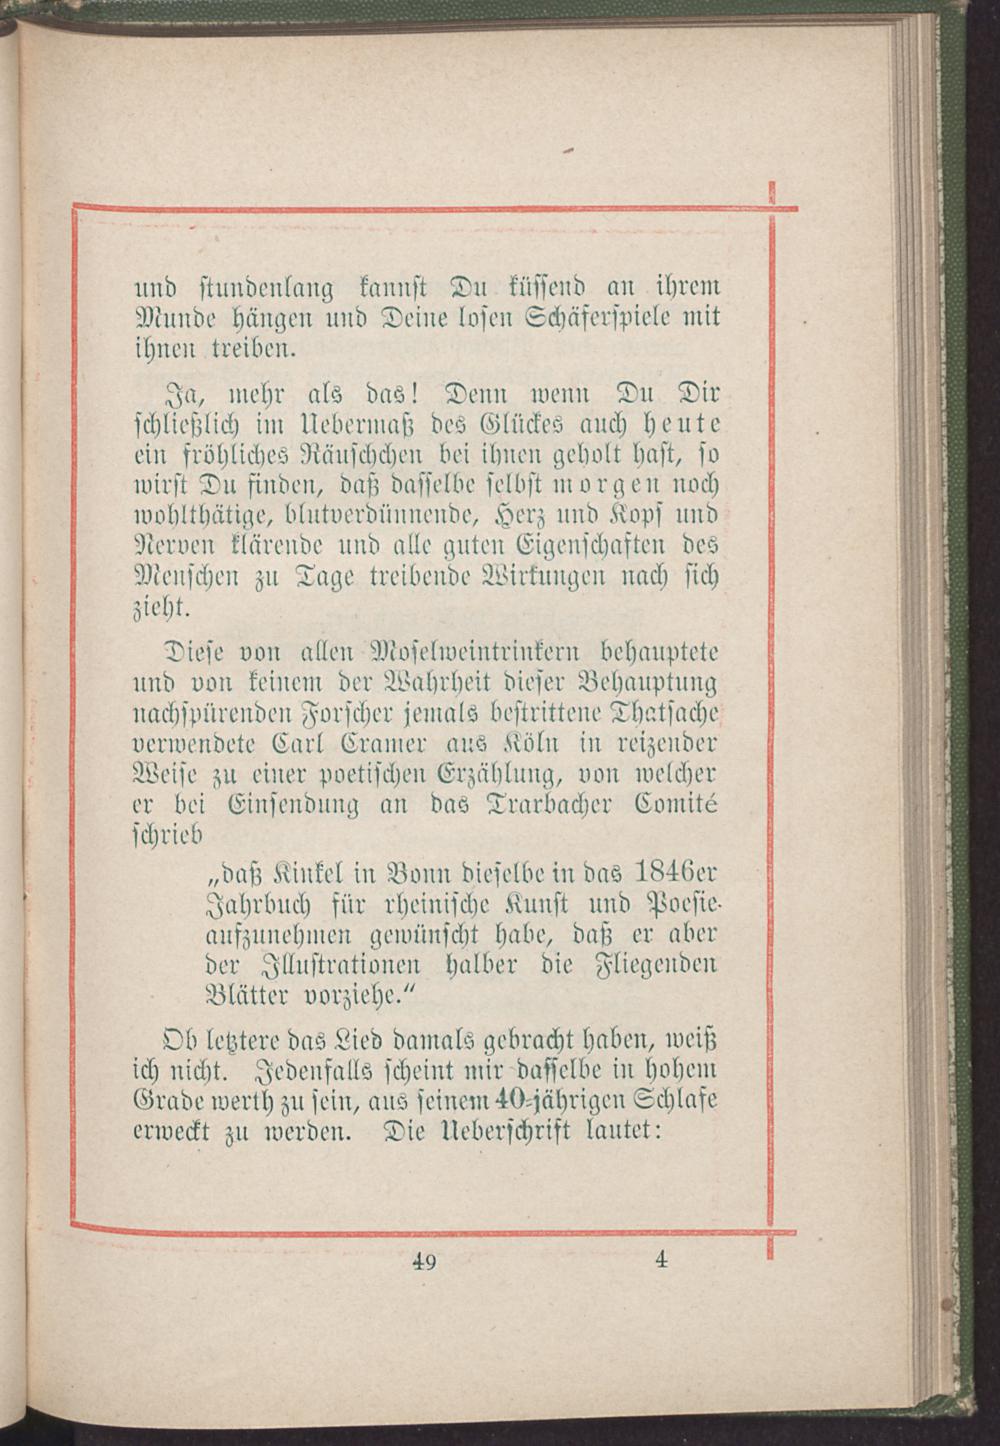 und stundenlang kannst Du küssend an ihrem
Munde hängen und Deine losen Schäferspiele mit
ihnen treiben.
Ja, mehr als das! Denn wenn Du Dir
schließlich im Uebermaß des Glückes auch heute
ein fröhliches Räuschchen bei ihnen geholt hast, so
wirst Du finden, daß dasselbe selbst morgen noch
wohlthätige, blutverdünnende, Herz und Kopf und
Nerven klärende und alle guten Eigenschaften des
Menschen zu Tage treibende Wirkungen nach sich
zieht.
Diese von allen Moselweintrinkern behauptete
und von keinem der Wahrheit dieser Behauptung
nachspürenden Forscher jemals bestrittene Thatsache
verwendete Carl Cramer aus Köln in reizender
Weise zu einer poetischen Erzählung, von welcher
er bei Einsendung an das Trarbacher Comité
schrieb
„daß Kinkel in Bonn dieselbe in das 1846er
Jahrbuch für rheinische Kunst und Poesie
aufzunehmen gewünscht habe, daß er aber
der Illustrationen halber die Fliegenden
Blätter vorziehe.“
Ob letztere das Lied damals gebracht haben, weiß
ich nicht. Jedenfalls scheint mir dasselbe in hohem
Grade werth zu sein, aus seinem 40-jährigen Schlafe
erweckt zu werden. Die Ueberschrift lautet:
49 4